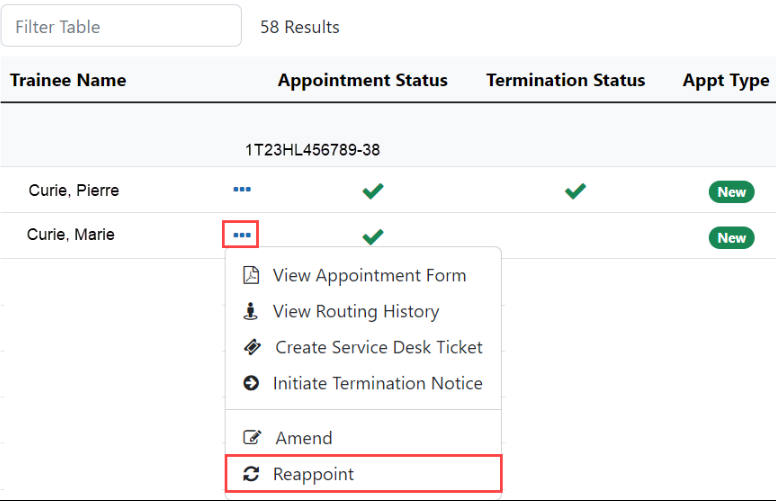 Filter Table 58 Results
Trainee Name Appointment Status Termination Status Appt Type
1T23HL456789-38
Curie, Pierre New
Curie, Marie New
View Appointment Form
View Routing History
Create Service Desk Ticket
Initiate Termination Notice
Amend
Reappoint